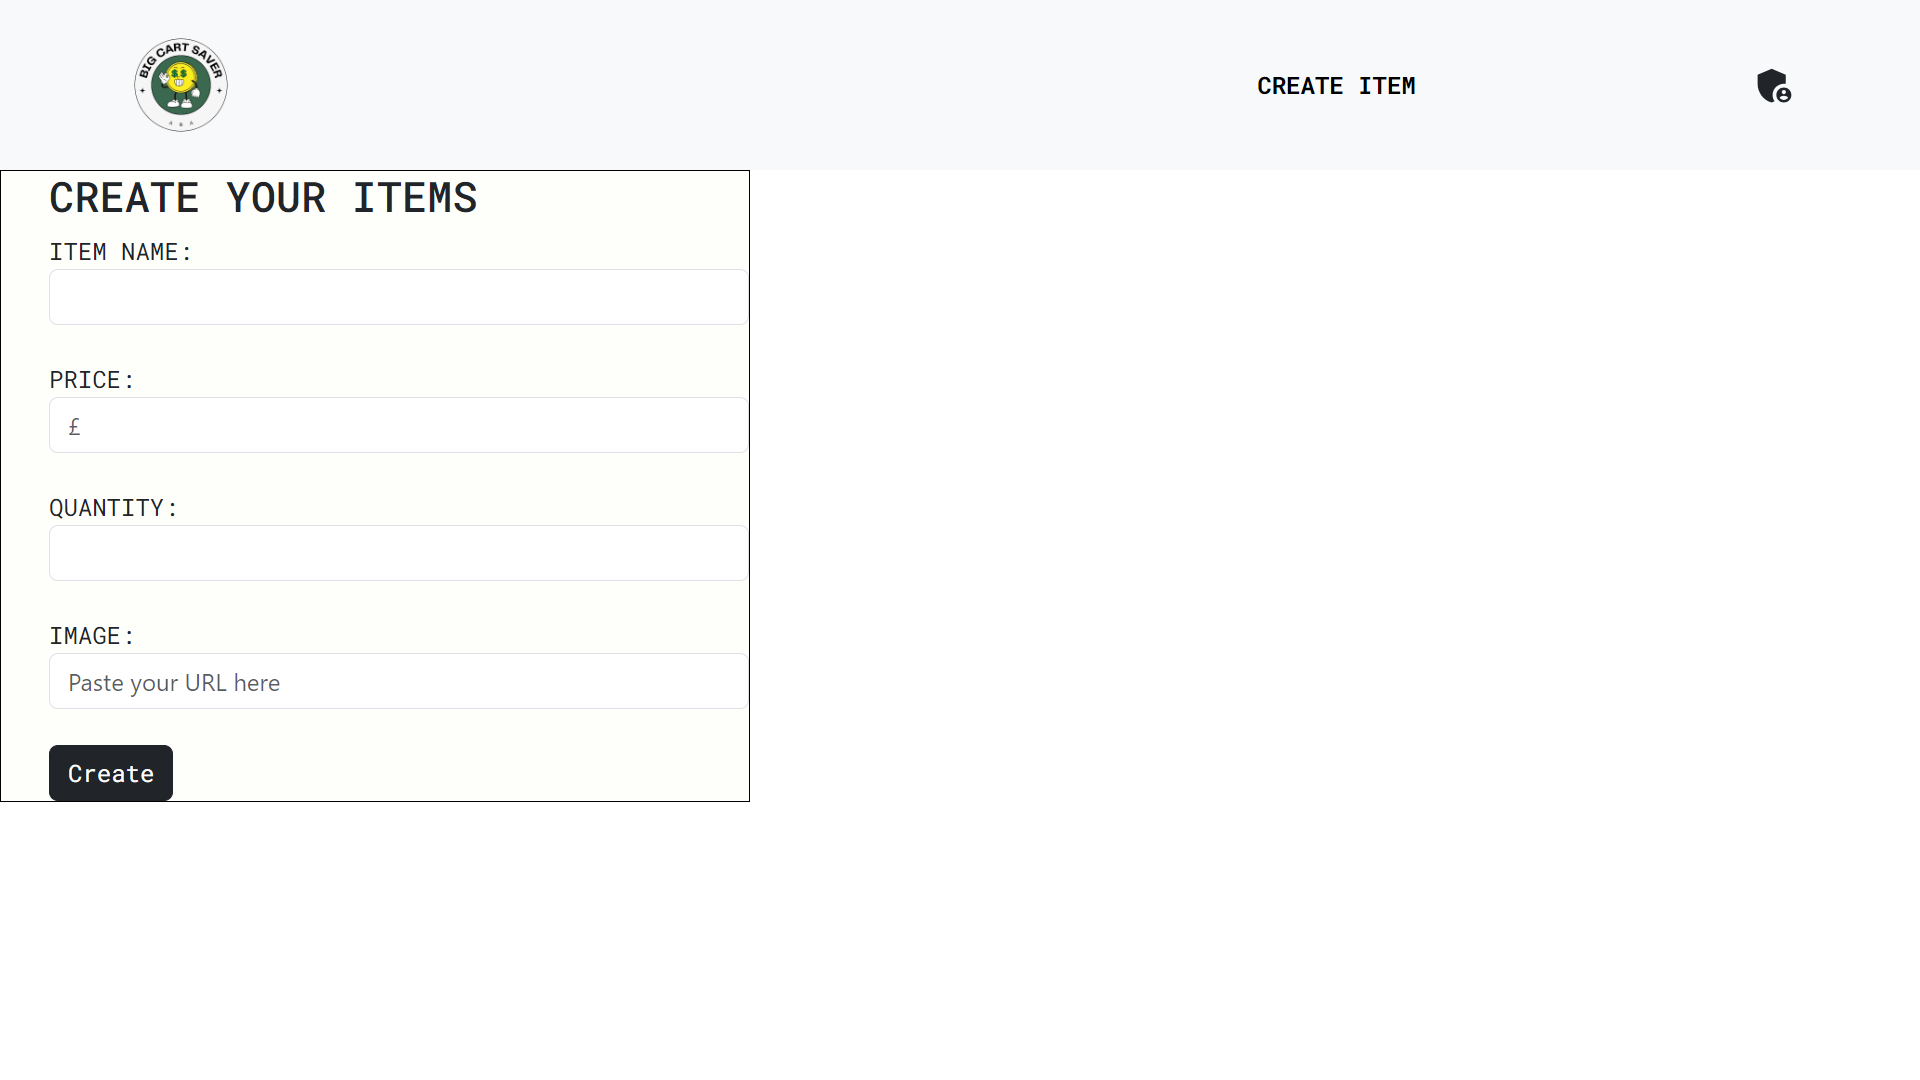 BIG CART SAVER
CREATE ITEM
CREATE YOUR ITEMS
ITEM NAME:
PRICE:
£
QUANTITY:
IMAGE:
Paste your URL here
Create